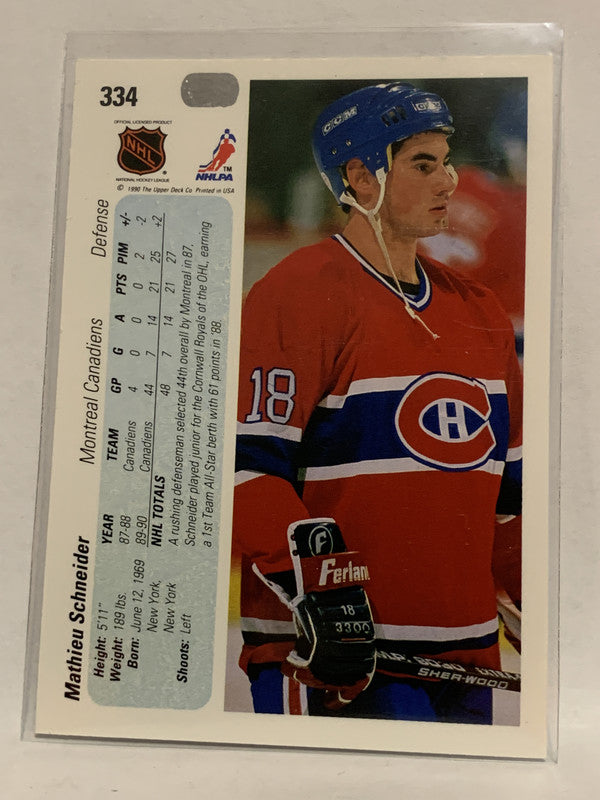 334
OFFICIAL LICENSED PRODUCT
NHL
NATIONAL HOCKEY LEAGUE
NHLPA
© 1990 The Upper Deck Co. Printed in USA
Mathieu Schneider Montreal Canadiens Defense
Height: 5'11"
Weight: 189 lbs.
Born: June 12, 1969
New York,
New York
Shoots: Left
YEAR TEAM GP G A PTS PIM +/-
87-88 Canadiens 4 0 0 0 2 -2
89-90 Canadiens 44 7 14 21 25 +2
NHL TOTALS 48 7 14 21 27
A rushing defenseman selected 44th overall by Montreal in 87.
Schneider played junior for the Cornwall Royals of the OHL, earning
a 1st Team All-Star berth with 61 points in '88.
CCM
18
CH
F
Ferland
18
3300
SHER-WOOD